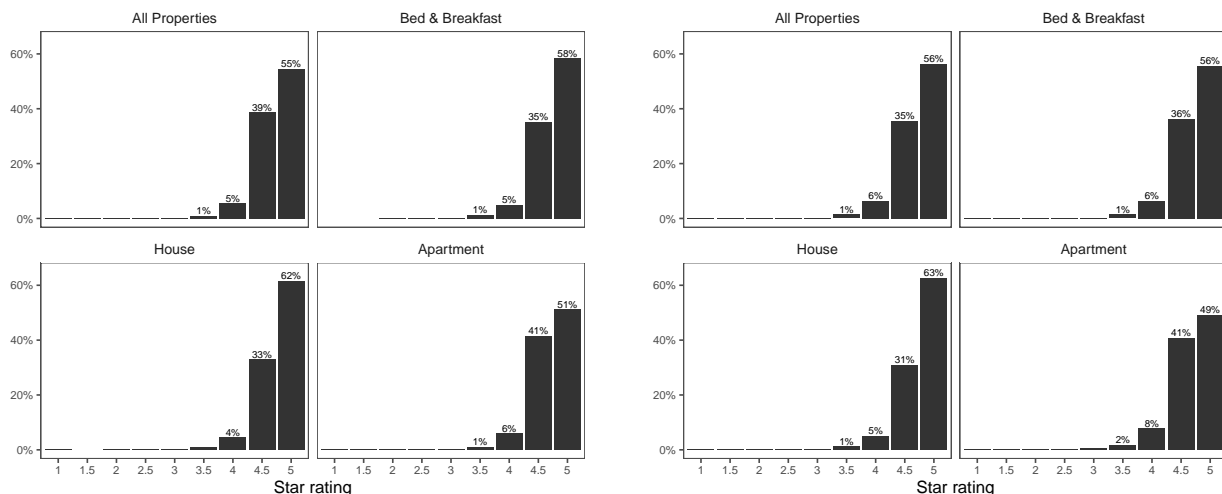 All Properties Bed & Breakfast All Properties Bed & Breakfast
60% 55% 58% 60% 56% 56%
40% 39% 35% 40% 35% 36%
20% 20%
0% 1% 5% 1% 5% 0% 1% 6% 1% 6%
House Apartment House Apartment
60% 62% 51% 60% 63% 49%
40% 33% 41% 40% 31% 41%
20% 20%
0% 4% 1% 6% 0% 1% 5% 2% 8%
1 1.5 2 2.5 3 3.5 4 4.5 5 1 1.5 2 2.5 3 3.5 4 4.5 5 1 1.5 2 2.5 3 3.5 4 4.5 5 1 1.5 2 2.5 3 3.5 4 4.5 5
Star rating Star rating